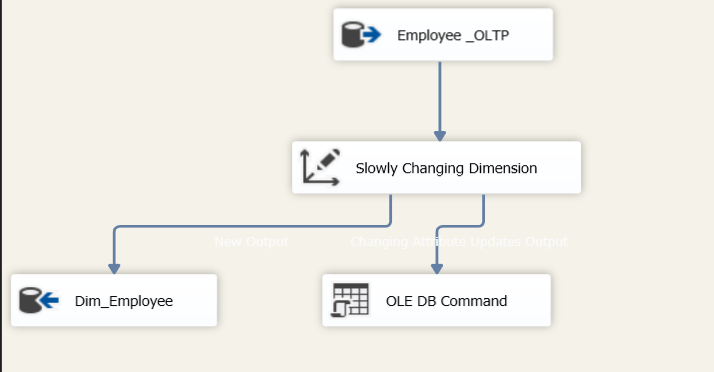 Employee _OLTP
Slowly Changing Dimension
New Output
Changing Attribute Updates Output
Dim_Employee
OLE DB Command